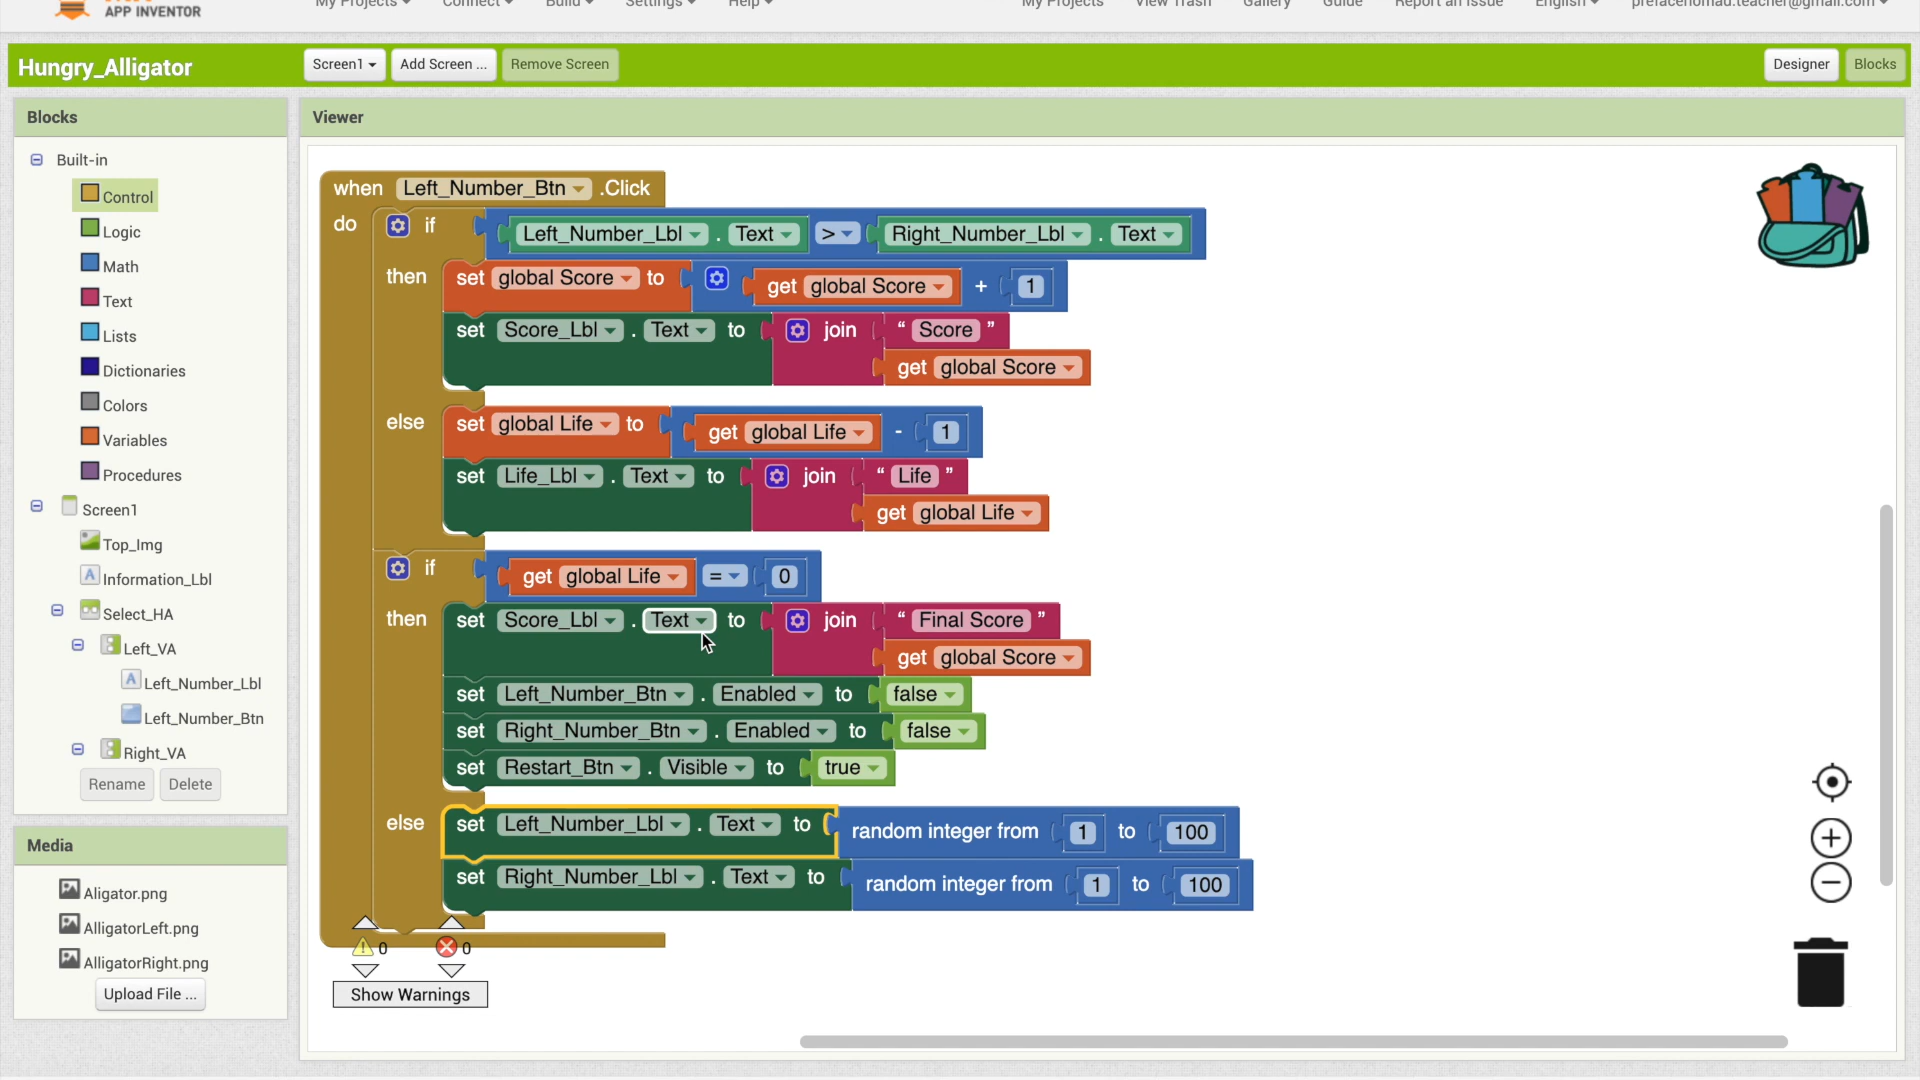 APP INVENTOR
My Projects Connect Build Settings Help My Projects View Trash Gallery Guide Report an Issue English prefacenomad.teacher@gmail.com
Hungry_Alligator Screen1 Add Screen ... Remove Screen Designer Blocks
Blocks
Viewer
Built-in
Control
Logic
Math
Text
Lists
Dictionaries
Colors
Variables
Procedures
Screen1
Top_Img
Information_Lbl
Select_HA
Left_VA
Left_Number_Lbl
Left_Number_Btn
Right_VA
Rename Delete
Media
Aligator.png
AlligatorLeft.png
AlligatorRight.png
Upload File ...
when Left_Number_Btn .Click
do if Left_Number_Lbl . Text > Right_Number_Lbl . Text
then set global Score to get global Score + 1
set Score_Lbl . Text to join “ Score ”
get global Score
else set global Life to get global Life - 1
set Life_Lbl . Text to join “ Life ”
get global Life
if get global Life = 0
then set Score_Lbl . Text to join “ Final Score ”
get global Score
set Left_Number_Btn . Enabled to false
set Right_Number_Btn . Enabled to false
set Restart_Btn . Visible to true
else set Left_Number_Lbl . Text to random integer from 1 to 100
set Right_Number_Lbl . Text to random integer from 1 to 100
0 0
Show Warnings